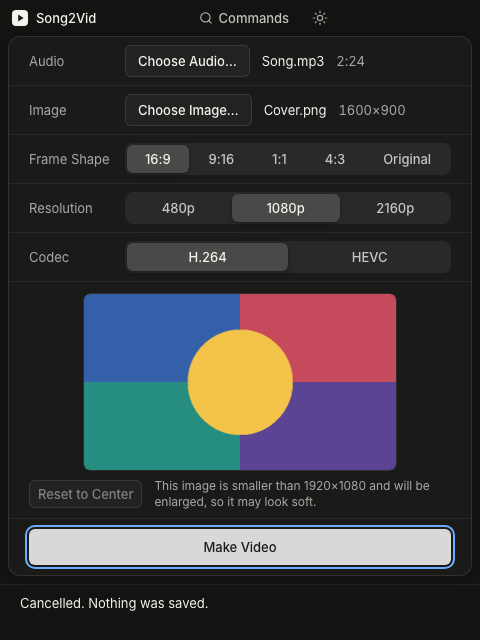 Song2Vid Commands
Audio Choose Audio... Song.mp3 2:24
Image Choose Image... Cover.png 1600×900
Frame Shape 16:9 9:16 1:1 4:3 Original
Resolution 480p 1080p 2160p
Codec H.264 HEVC
Reset to Center
This image is smaller than 1920×1080 and will be
enlarged, so it may look soft.
Make Video
Cancelled. Nothing was saved.